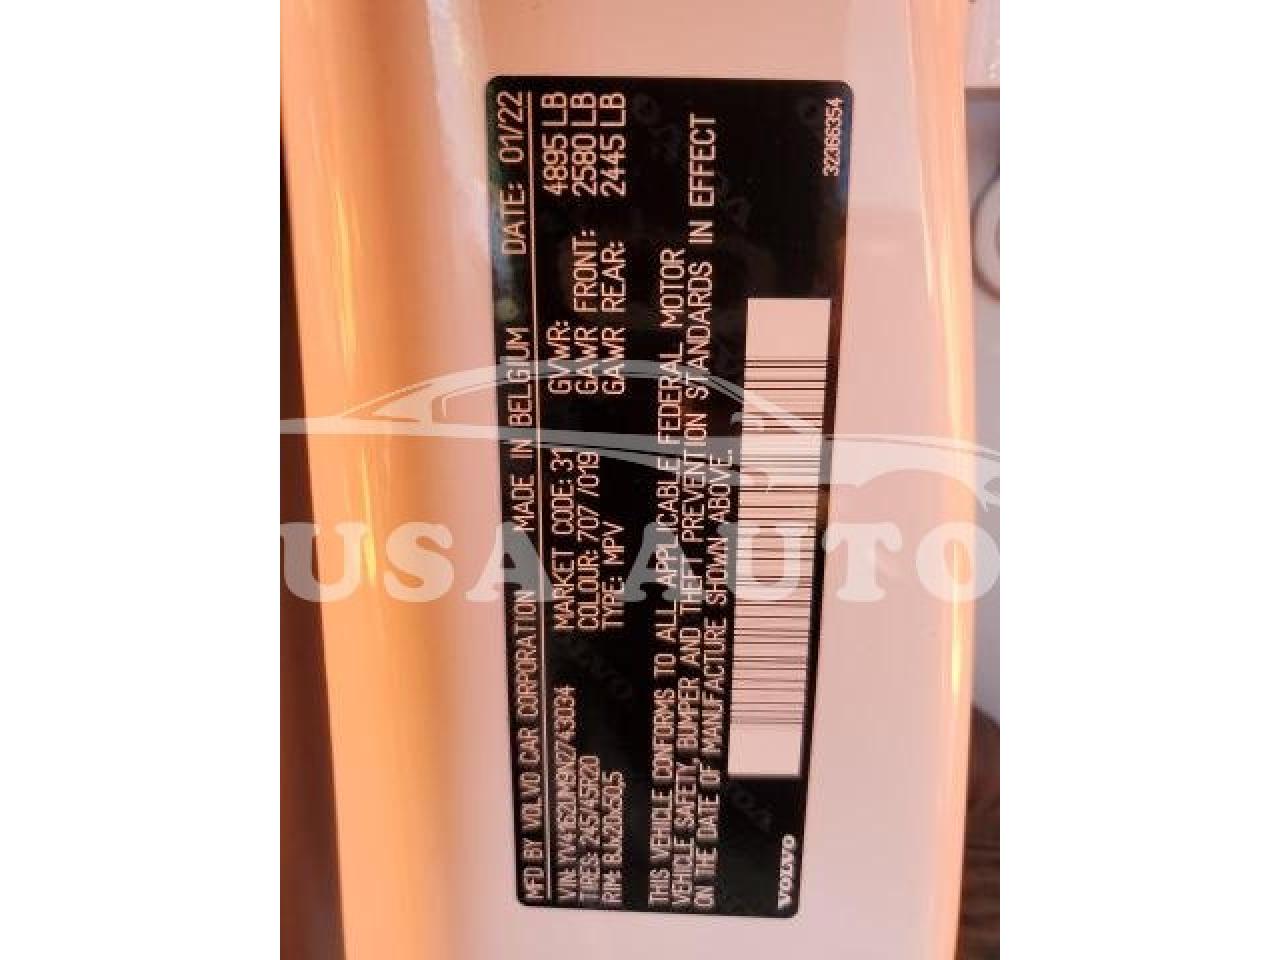 MFD BY VOLVO CAR CORPORATION MADE IN BELGIUM DATE: 01/22
VIN: YV4162UM9N2743034 MARKET CODE: 31 GVWR: 4895 LB
TIRES: 245/45R20 COLOUR: 707 /019 GAWR FRONT: 2580 LB
RIM: 8Jx20x50,5 TYPE: MPV GAWR REAR: 2445 LB
THIS VEHICLE CONFORMS TO ALL APPLICABLE FEDERAL MOTOR
VEHICLE SAFETY, BUMPER AND THEFT PREVENTION STANDARDS IN EFFECT
ON THE DATE OF MANUFACTURE SHOWN ABOVE.
VOLVO
32366354
USA AUTO